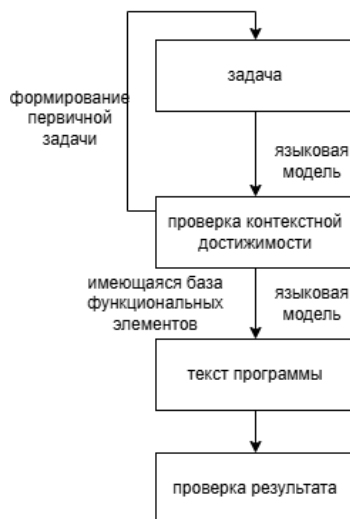 задача
формирование
первичной
задачи
языковая
модель
проверка контекстной
достижимости
имеющаяся база
функциональных
элементов
языковая
модель
текст программы
проверка результата